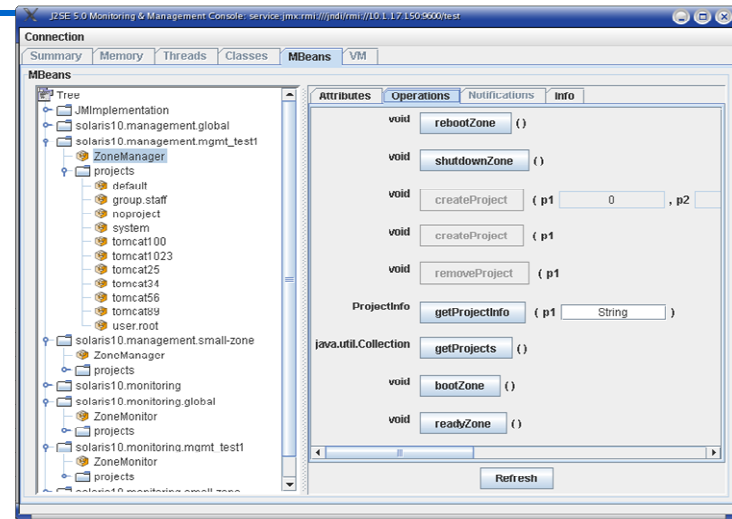 J2SE 5.0 Monitoring & Management Console: service:jmx:rmi:///jndi/rmi://10.1.17.150:9600/test
Connection
Summary Memory Threads Classes MBeans VM
MBeans
Tree
JMImplementation
solaris10.management.global
solaris10.management.mgmt_test1
ZoneManager
projects
default
group.staff
noproject
system
tomcat100
tomcat1023
tomcat25
tomcat34
tomcat56
tomcat89
user.root
solaris10.management.small-zone
ZoneManager
projects
solaris10.monitoring
solaris10.monitoring.global
ZoneMonitor
projects
solaris10.monitoring.mgmt_test1
ZoneMonitor
projects
solaris10.monitoring.small-zone
Attributes Operations Notifications Info
void rebootZone ( )
void shutdownZone ( )
void createProject ( p1 0 , p2
void createProject ( p1
void removeProject ( p1
ProjectInfo getProjectInfo ( p1 String )
java.util.Collection getProjects ( )
void bootZone ( )
void readyZone ( )
Refresh